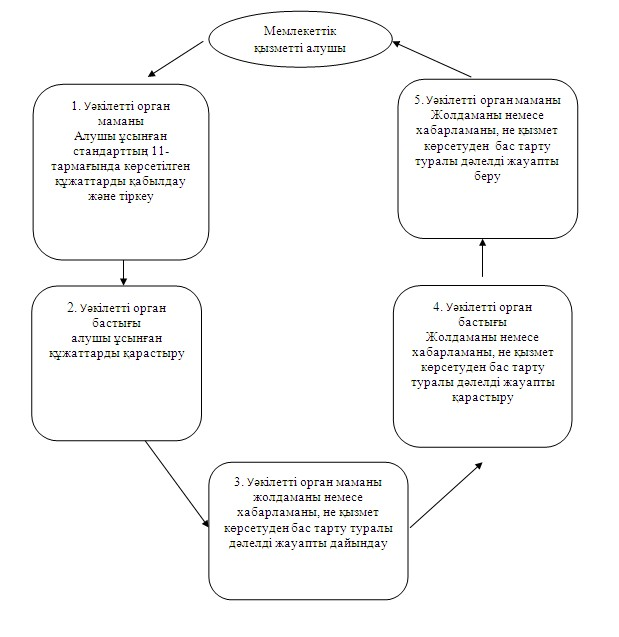 Мемлекеттік
қызметті алушы
1. Уәкілетті орган
маманы
Алушы ұсынған
стандарттың 11-
тармағында көрсетілген
құжаттарды қабылдау
және тіркеу
2. Уәкілетті орган
бастығы
алушы ұсынған
құжаттарды қарастыру
3. Уәкілетті орган маманы
жолдаманы немесе
хабарламаны, не қызмет
көрсетуден бас тарту туралы
дәлелді жауапты дайындау
4. Уәкілетті орган
бастығы
Жолдаманы немесе
хабарламаны, не қызмет
көрсетуден бас тарту
туралы дәлелді жауапты
қарастыру
5. Уәкілетті орган маманы
Жолдаманы немесе
хабарламаны, не қызмет
көрсетуден  бас тарту
туралы дәлелді жауапты
беру